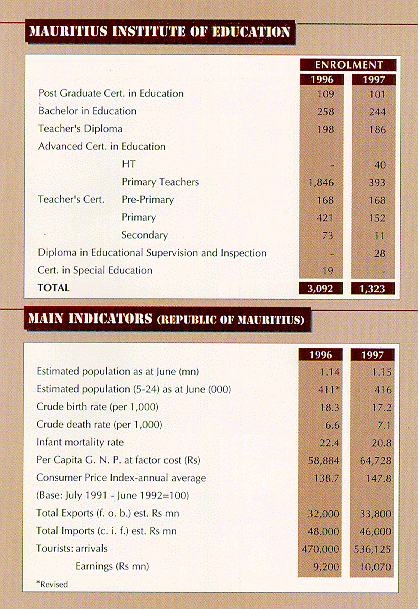 MAURITIUS INSTITUTE OF EDUCATION
ENROLMENT
1996 1997
Post Graduate Cert. in Education 109 101
Bachelor in Education 258 244
Teacher's Diploma 198 186
Advanced Cert. in Education
HT - 40
Primary Teachers 1,846 393
Teacher's Cert. Pre-Primary 168 168
Primary 421 152
Secondary 73 11
Diploma in Educational Supervision and Inspection - 28
Cert. in Special Education 19 -
TOTAL 3,092 1,323
MAIN INDICATORS (REPUBLIC OF MAURITIUS)
1996 1997
Estimated population as at June (mn) 1.14 1.15
Estimated population (5-24) as at June (000) 411* 416
Crude birth rate (per 1,000) 18.3 17.2
Crude death rate (per 1,000) 6.6 7.1
Infant mortality rate 22.4 20.8
Per Capita G. N. P. at factor cost (Rs) 58,884 64,728
Consumer Price Index-annual average 138.7 147.8
(Base: July 1991 - June 1992=100)
Total Exports (f. o. b.) est. Rs mn 32,000 33,800
Total Imports (c. i. f.) est. Rs mn 48,000 46,000
Tourists: arrivals 470,000 536,125
Earnings (Rs mn) 9,200 10,070
*Revised